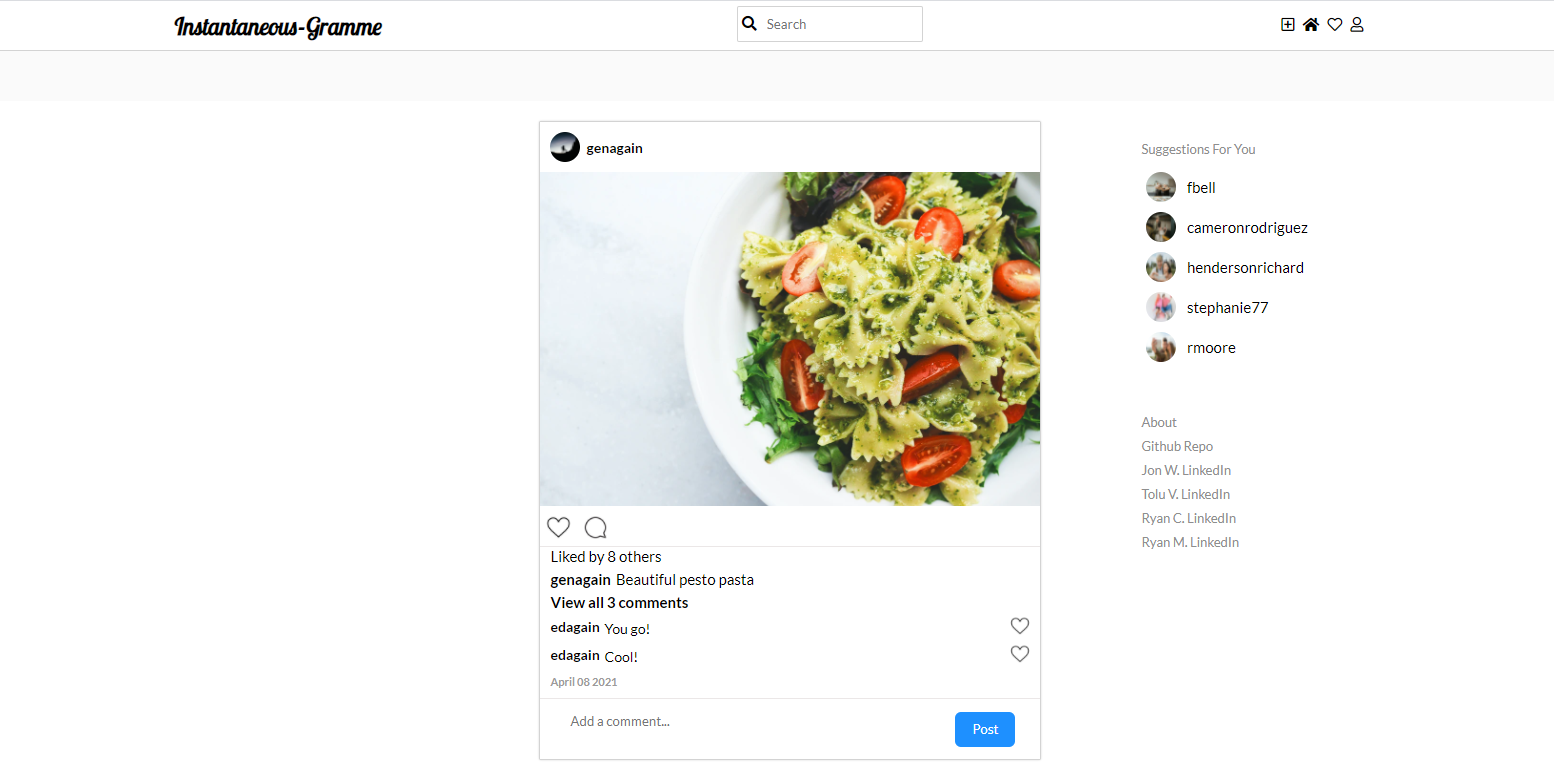 Instantaneous-Gramme
Search
genagain
Liked by 8 others
genagain Beautiful pesto pasta
View all 3 comments
edagain You go!
edagain Cool!
April 08 2021
Add a comment...
Post
Suggestions For You
fbell
cameronrodriguez
hendersonrichard
stephanie77
rmoore
About
Github Repo
Jon W. LinkedIn
Tolu V. LinkedIn
Ryan C. LinkedIn
Ryan M. LinkedIn